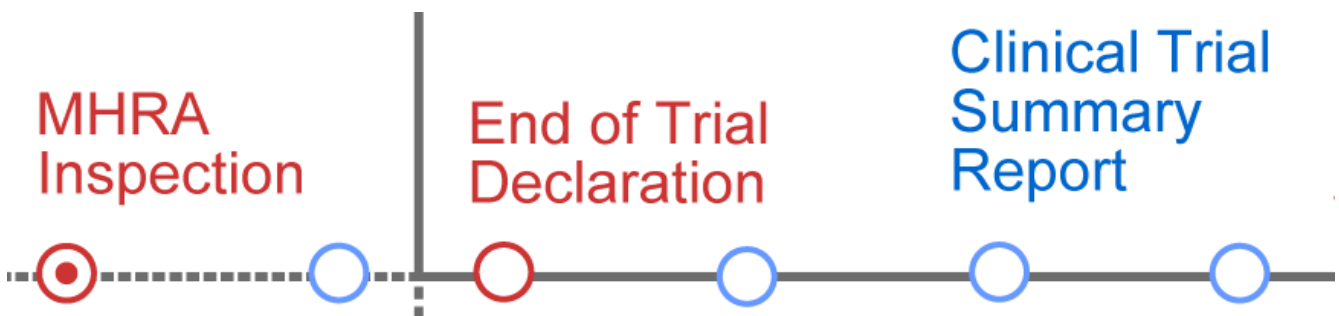 MHRA
Inspection
End of Trial
Declaration
Clinical Trial
Summary
Report